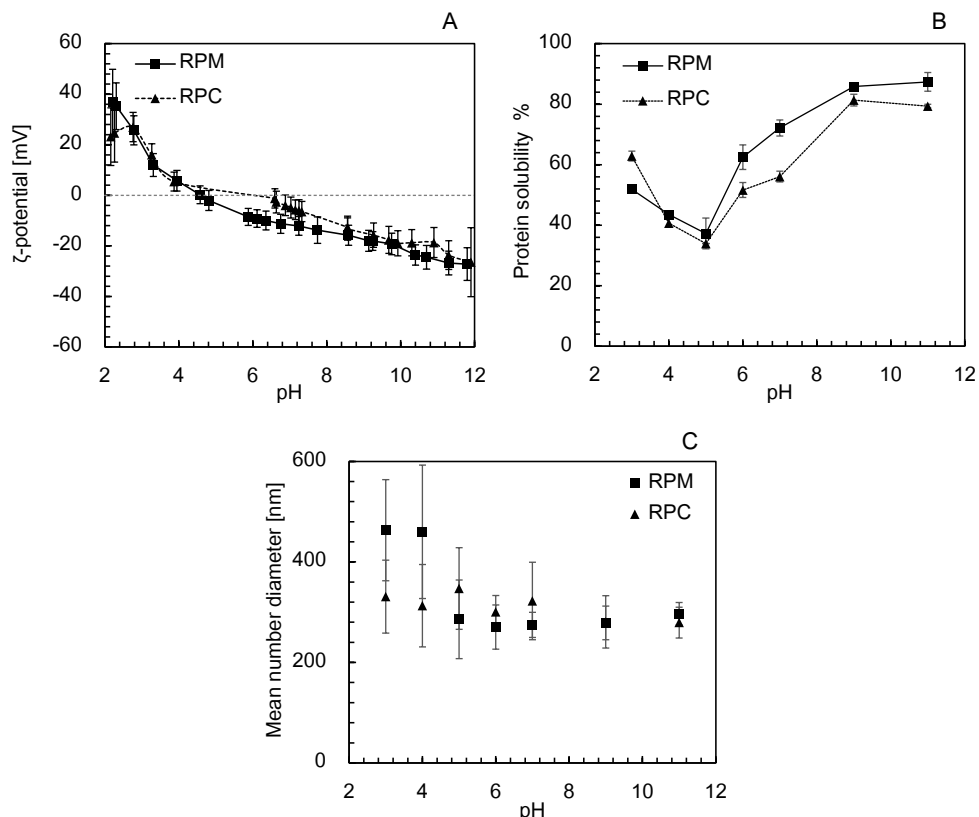 A
60
40
20
0
-20
-40
-60
ζ-potential [mV]
RPM
RPC
2 4 6 8 10 12
pH
B
100
80
60
40
20
0
Protein solubility %
RPM
RPC
2 4 6 8 10 12
pH
C
600
400
200
0
Mean number diameter [nm]
RPM
RPC
2 4 6 8 10 12
pH